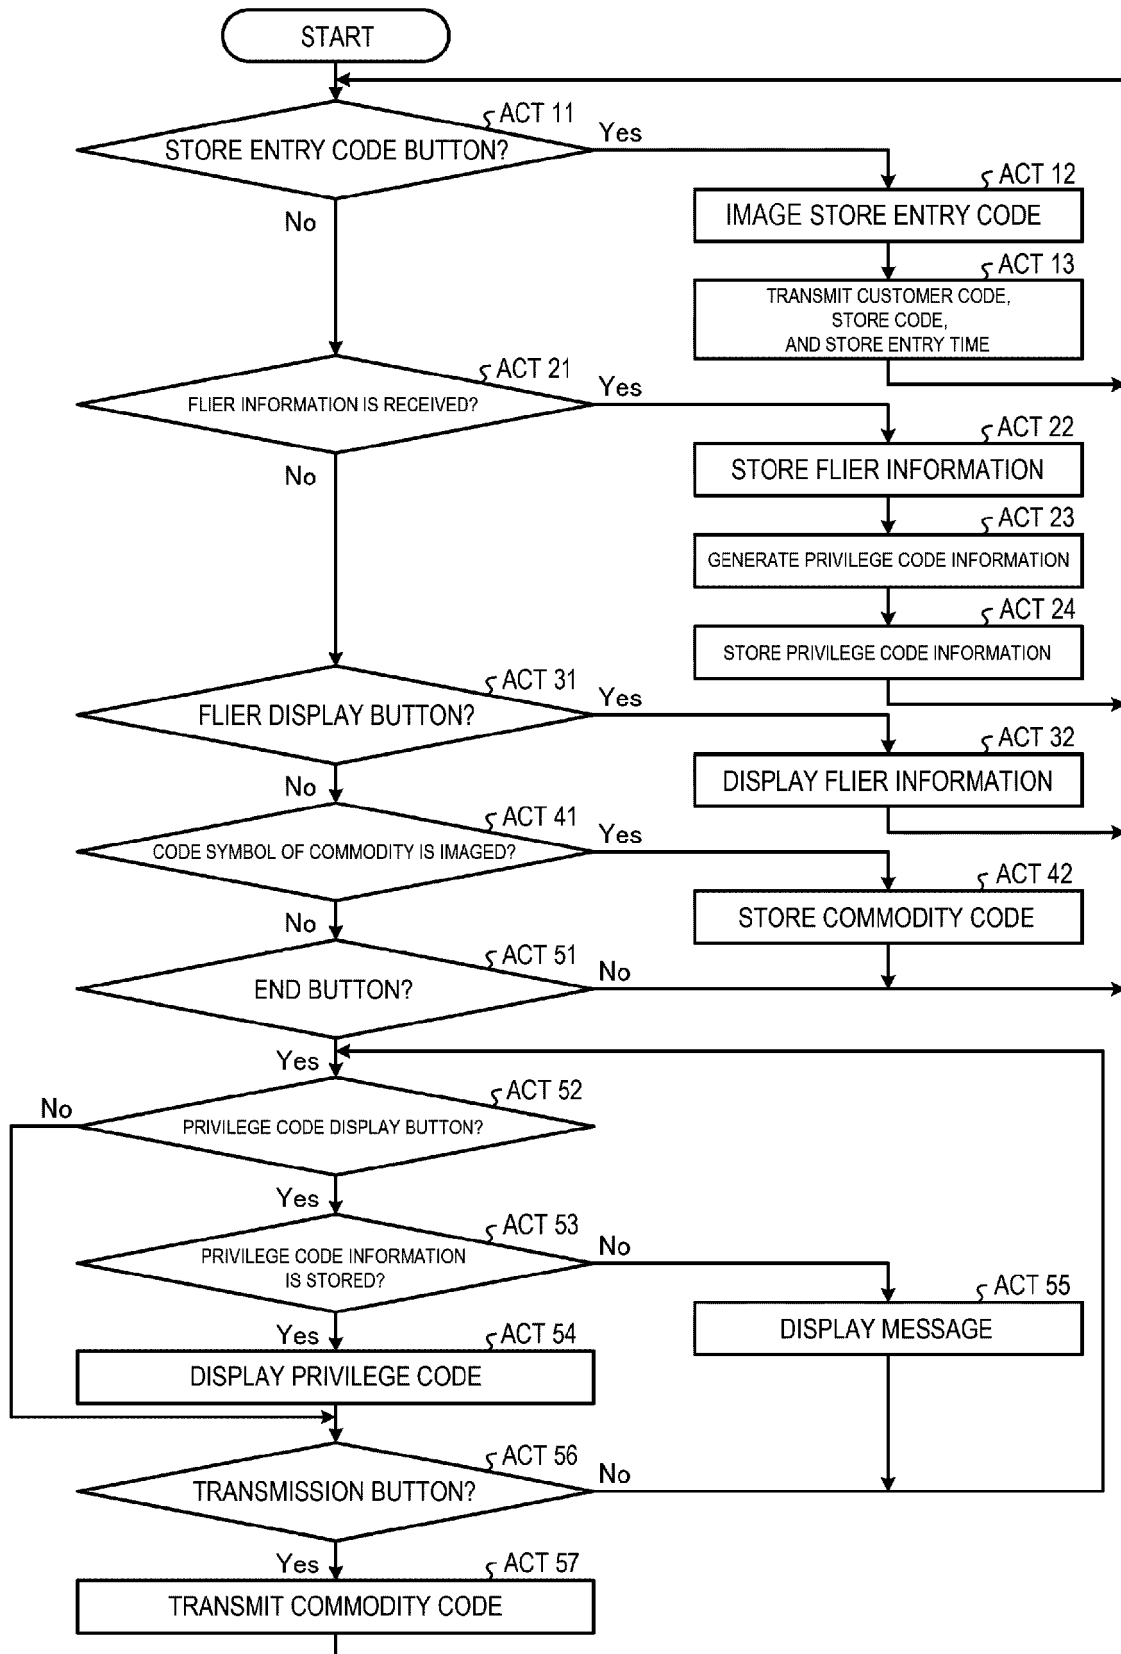 START
ACT 11
STORE ENTRY CODE BUTTON?
Yes
No
ACT 12
IMAGE STORE ENTRY CODE
ACT 13
TRANSMIT CUSTOMER CODE,
STORE CODE,
AND STORE ENTRY TIME
ACT 21
FLIER INFORMATION IS RECEIVED?
Yes
No
ACT 22
STORE FLIER INFORMATION
ACT 23
GENERATE PRIVILEGE CODE INFORMATION
ACT 24
STORE PRIVILEGE CODE INFORMATION
ACT 31
FLIER DISPLAY BUTTON?
Yes
No
ACT 32
DISPLAY FLIER INFORMATION
ACT 41
CODE SYMBOL OF COMMODITY IS IMAGED?
Yes
No
ACT 42
STORE COMMODITY CODE
ACT 51
END BUTTON?
No
Yes
ACT 52
PRIVILEGE CODE DISPLAY BUTTON?
No
Yes
ACT 53
PRIVILEGE CODE INFORMATION
IS STORED?
No
Yes
ACT 54
DISPLAY PRIVILEGE CODE
ACT 55
DISPLAY MESSAGE
ACT 56
TRANSMISSION BUTTON?
No
Yes
ACT 57
TRANSMIT COMMODITY CODE